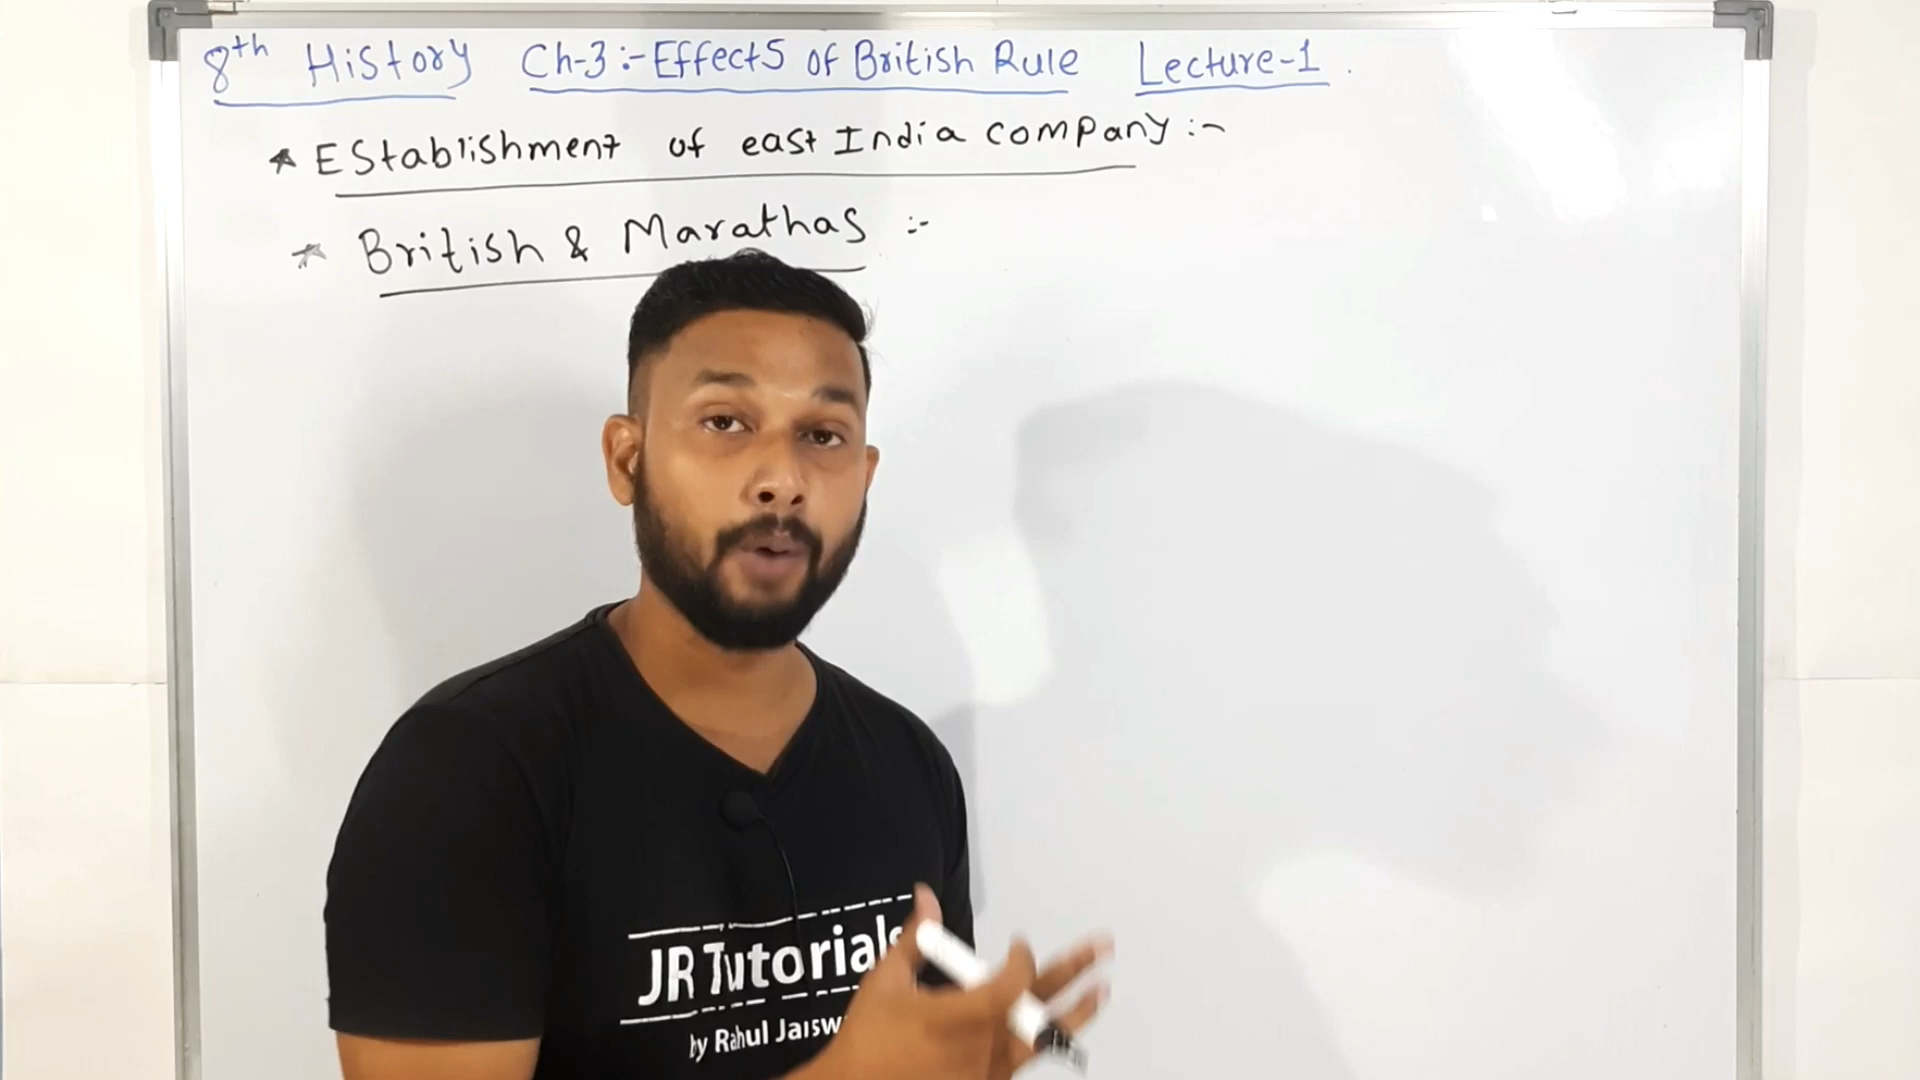 8th History Ch-3:-Effects of British Rule Lecture-1.
* Establishment of east India company:-
* British & Marathas :-
JR Tutorials
by Rahul